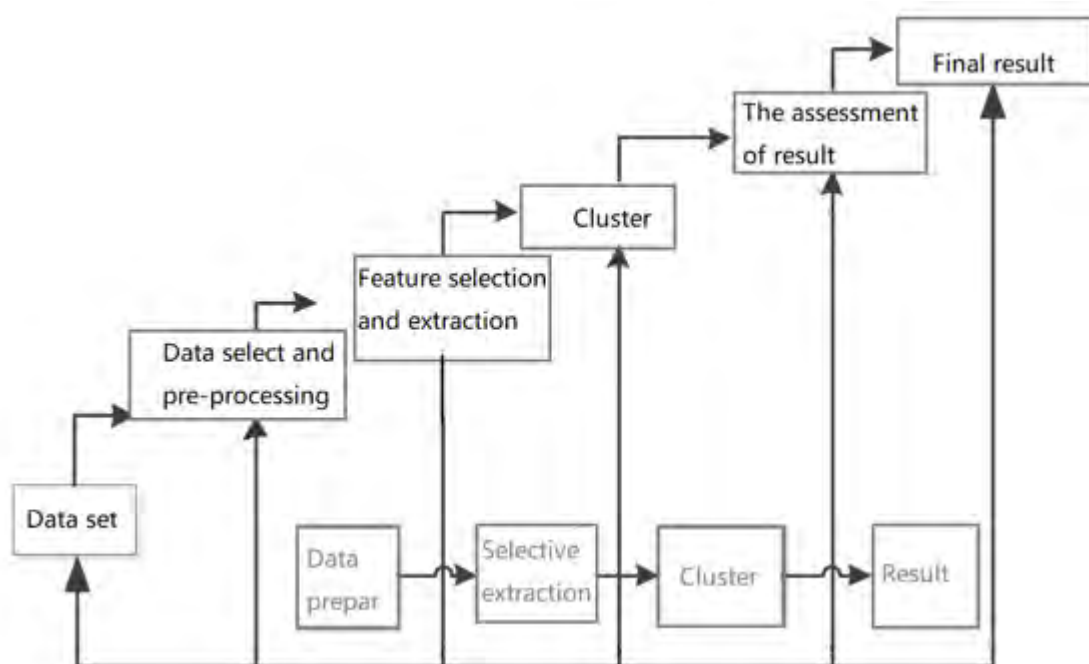 Final result
The assessment
of result
Cluster
Feature selection
and extraction
Data select and
pre-processing
Data set
Data
prepar
Selective
extraction
Cluster
Result